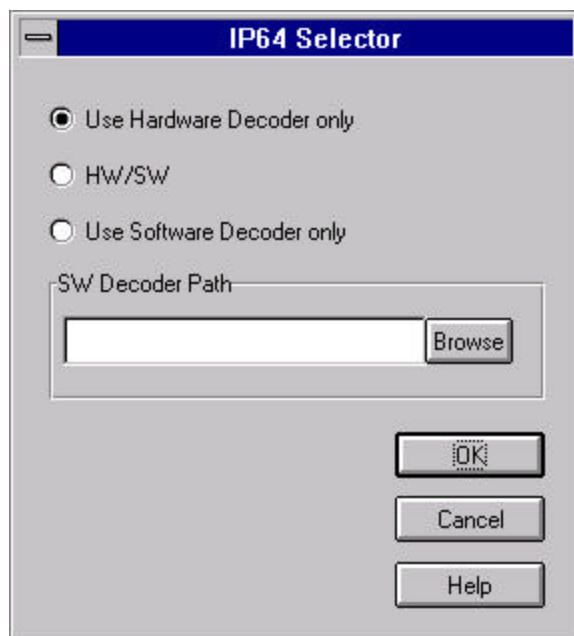 IP64 Selector
Use Hardware Decoder only
HW/SW
Use Software Decoder only
SW Decoder Path
Browse
OK
Cancel
Help